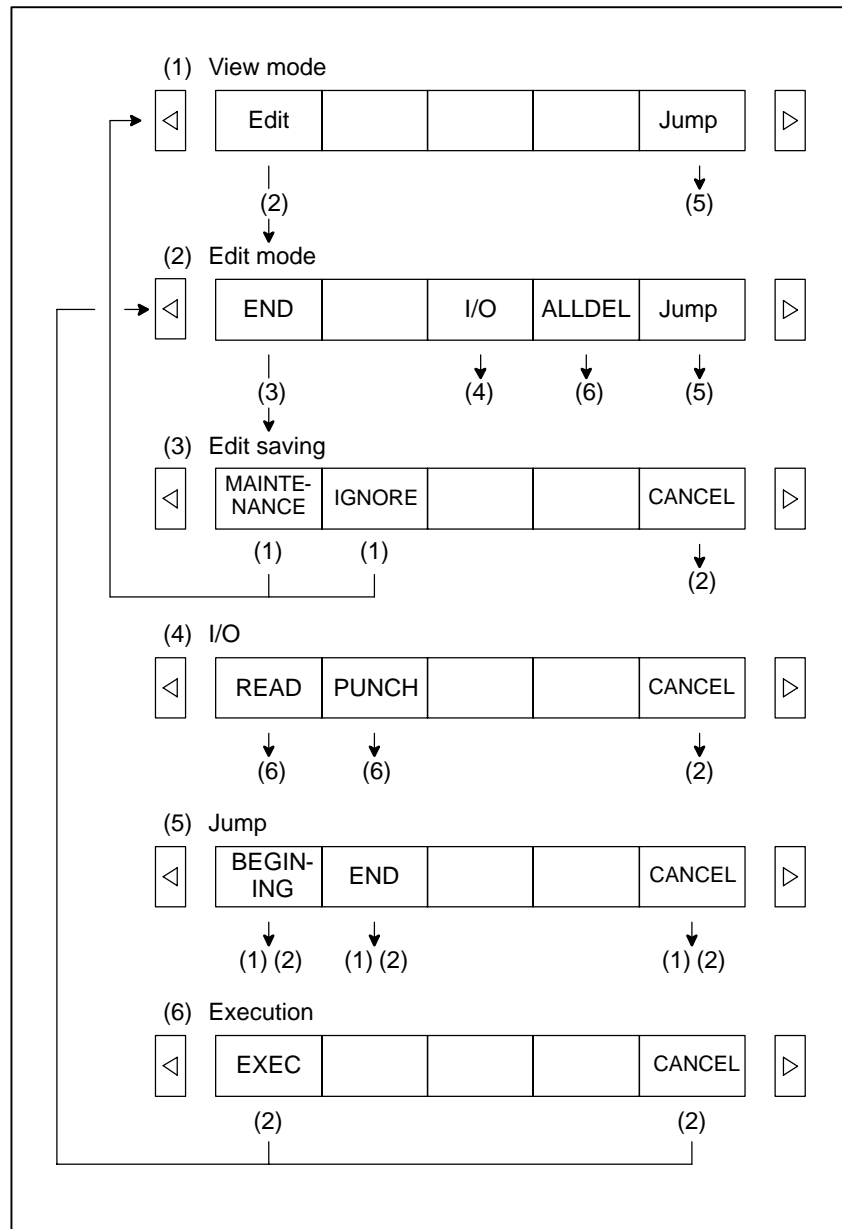 (1) View mode
Edit Jump
(2) (5)
(2) Edit mode
END I/O ALLDEL Jump
(3) (4) (6) (5)
(3) Edit saving
MAINTE-
NANCE IGNORE CANCEL
(1) (1) (2)
(4) I/O
READ PUNCH CANCEL
(6) (6) (2)
(5) Jump
BEGIN-
ING END CANCEL
(1) (2) (1) (2) (1) (2)
(6) Execution
EXEC CANCEL
(2) (2)